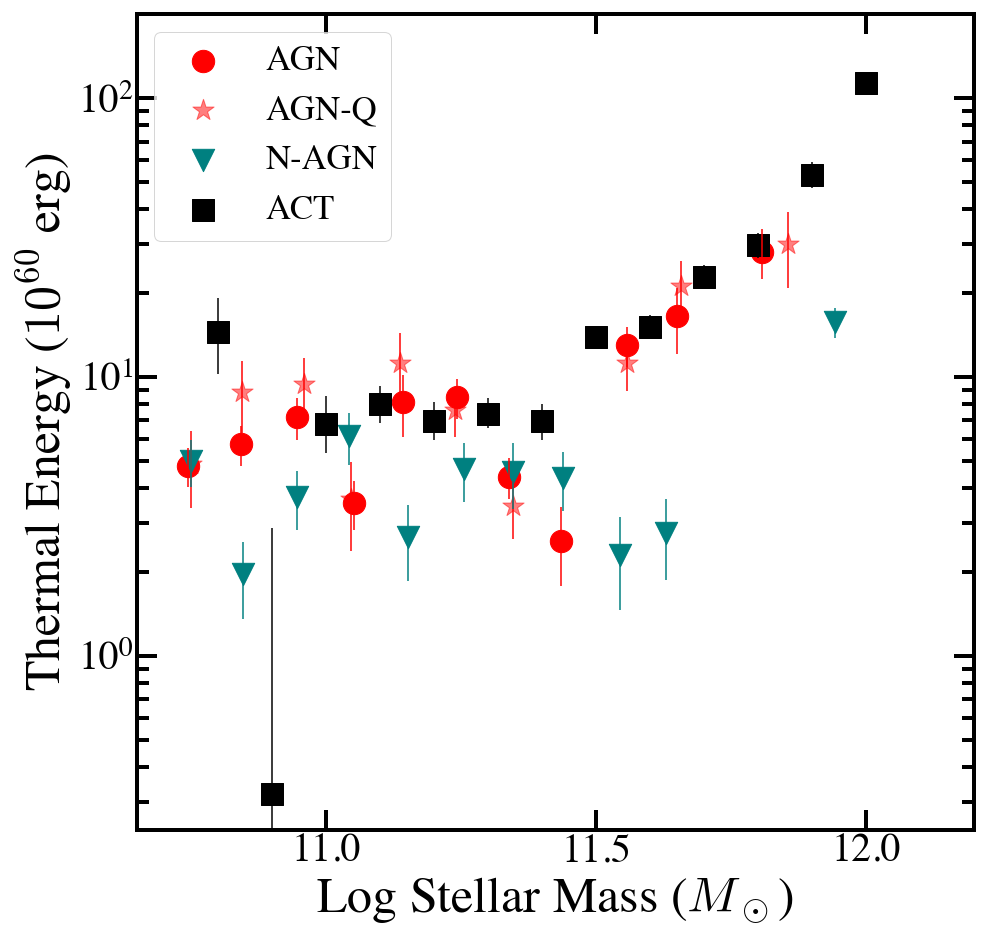 AGN
AGN-Q
N-AGN
ACT
10²
10¹
10⁰
Thermal Energy (10⁶⁰ erg)
11.0 11.5 12.0
Log Stellar Mass (M⊙)